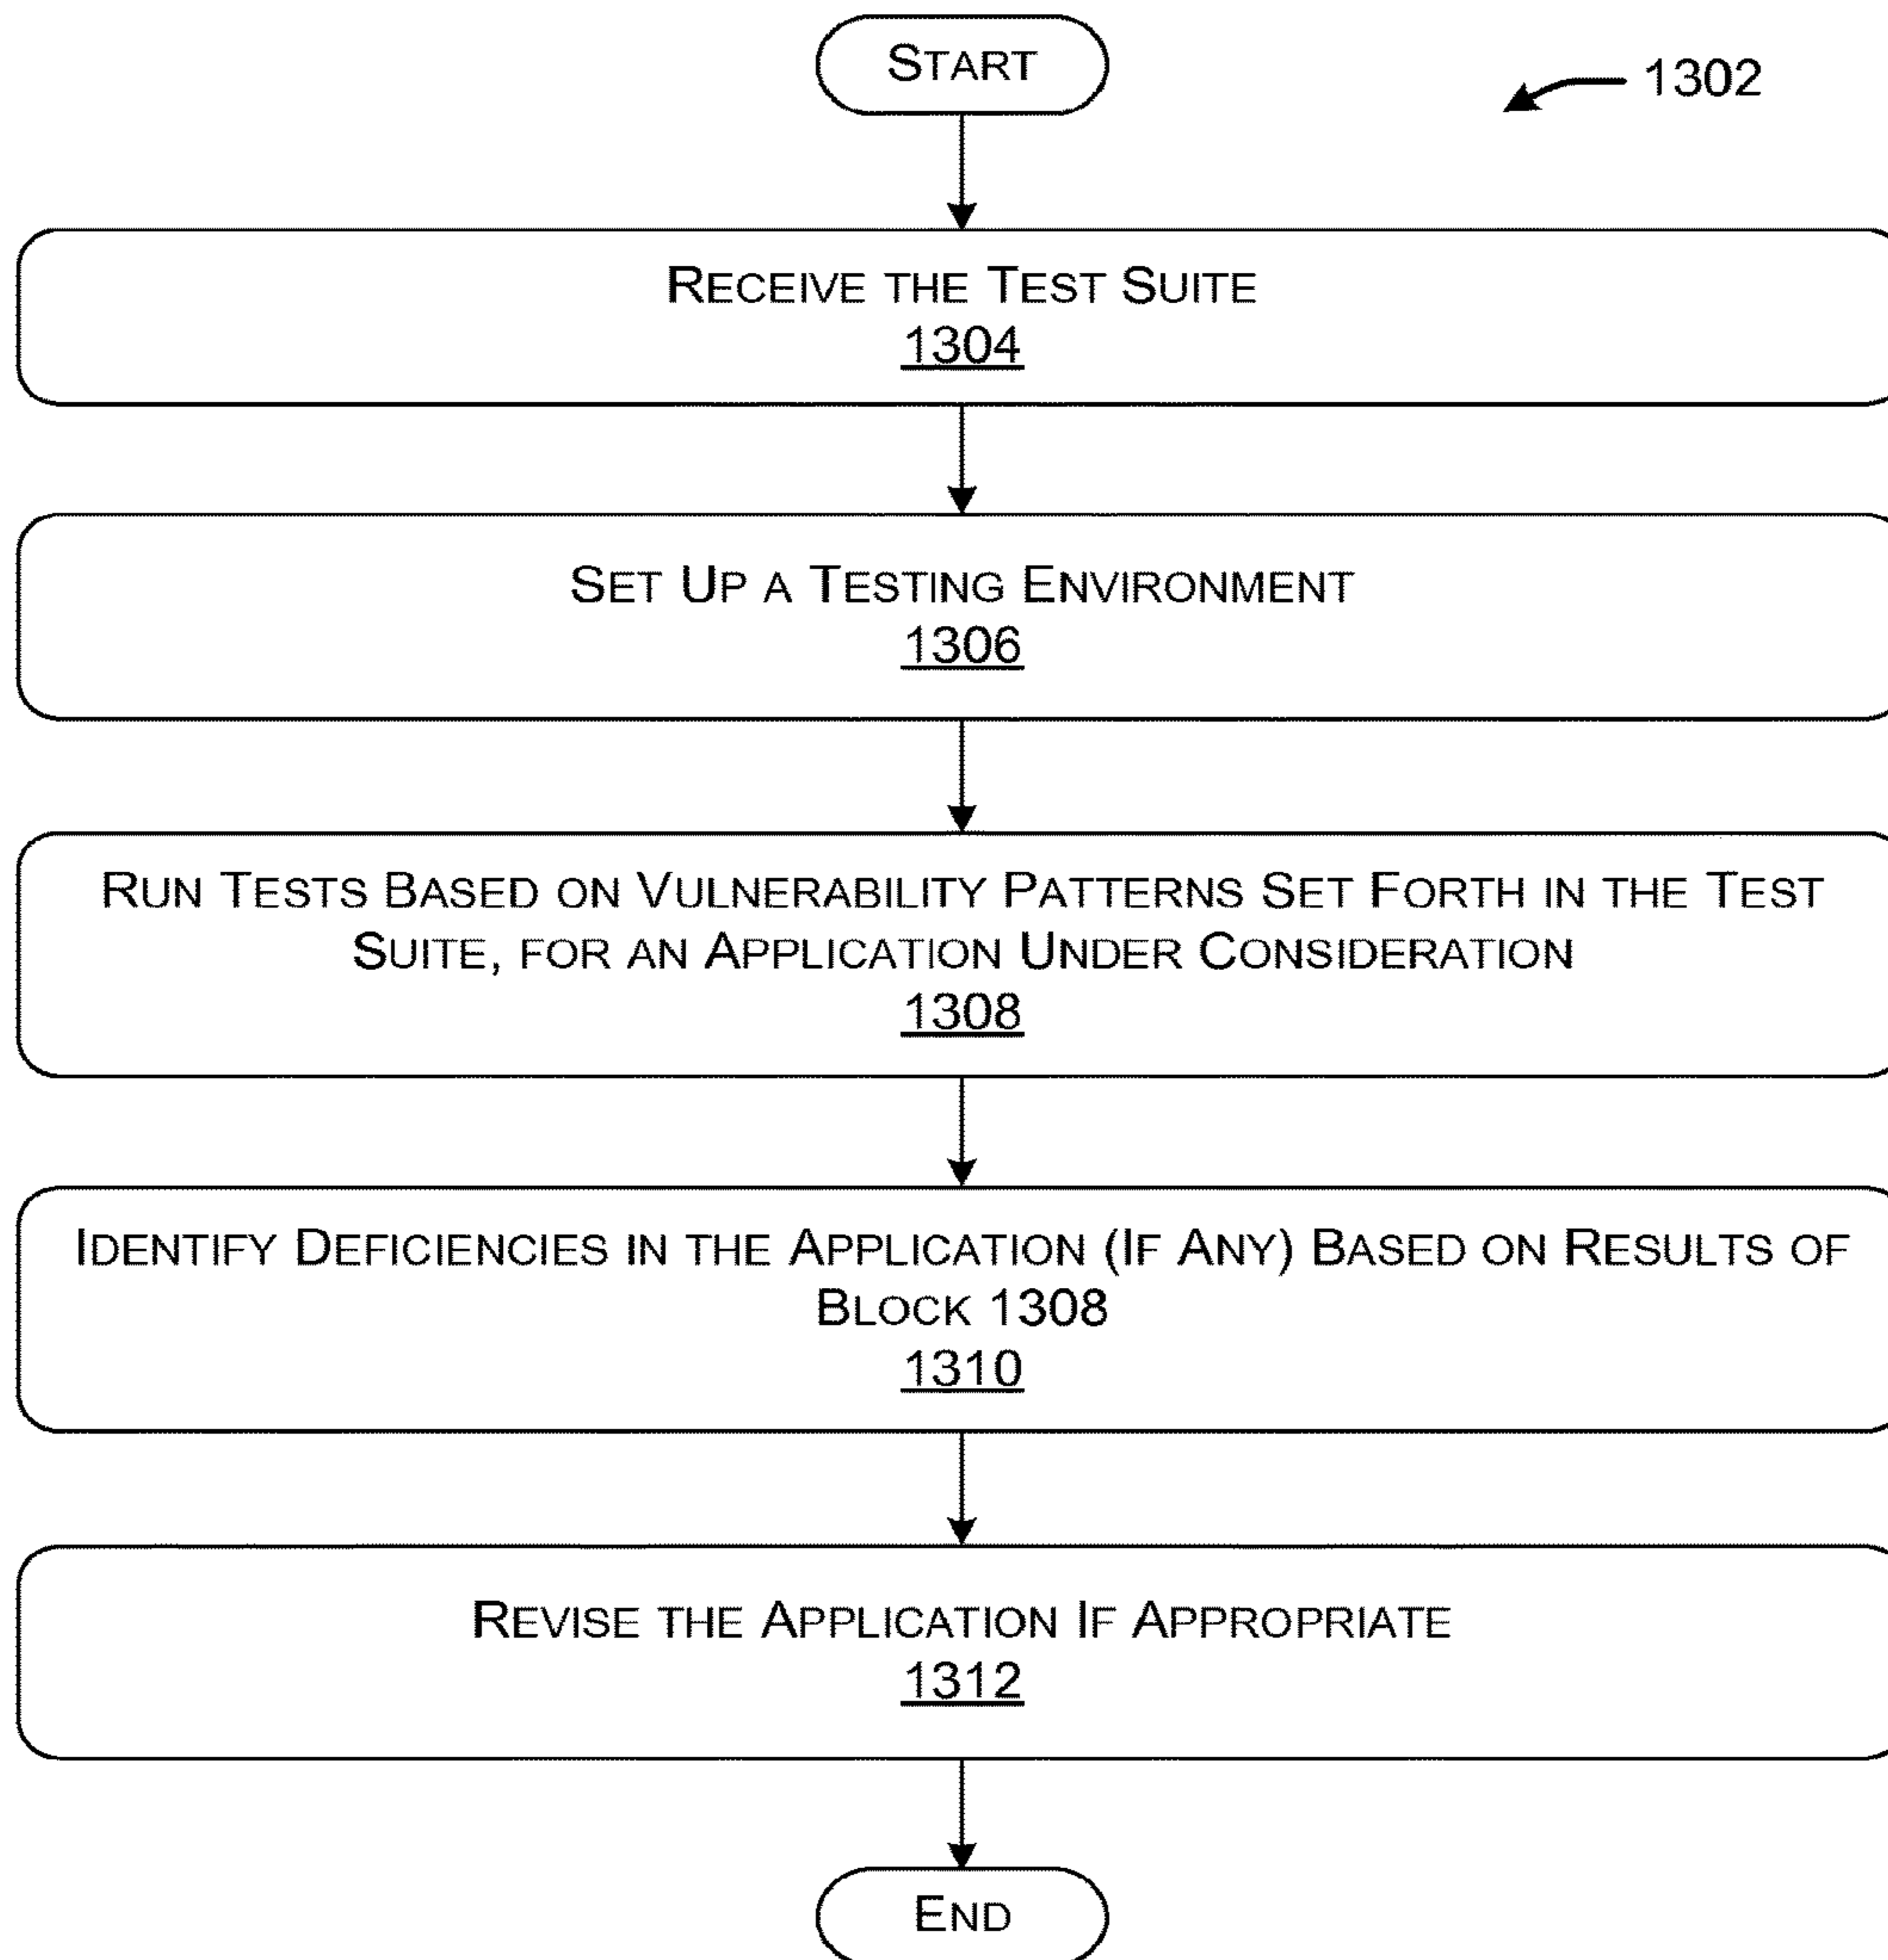 START
1302
RECEIVE THE TEST SUITE
1304
SET UP A TESTING ENVIRONMENT
1306
RUN TESTS BASED ON VULNERABILITY PATTERNS SET FORTH IN THE TEST
SUITE, FOR AN APPLICATION UNDER CONSIDERATION
1308
IDENTIFY DEFICIENCIES IN THE APPLICATION (IF ANY) BASED ON RESULTS OF
BLOCK 1308
1310
REVISE THE APPLICATION IF APPROPRIATE
1312
END